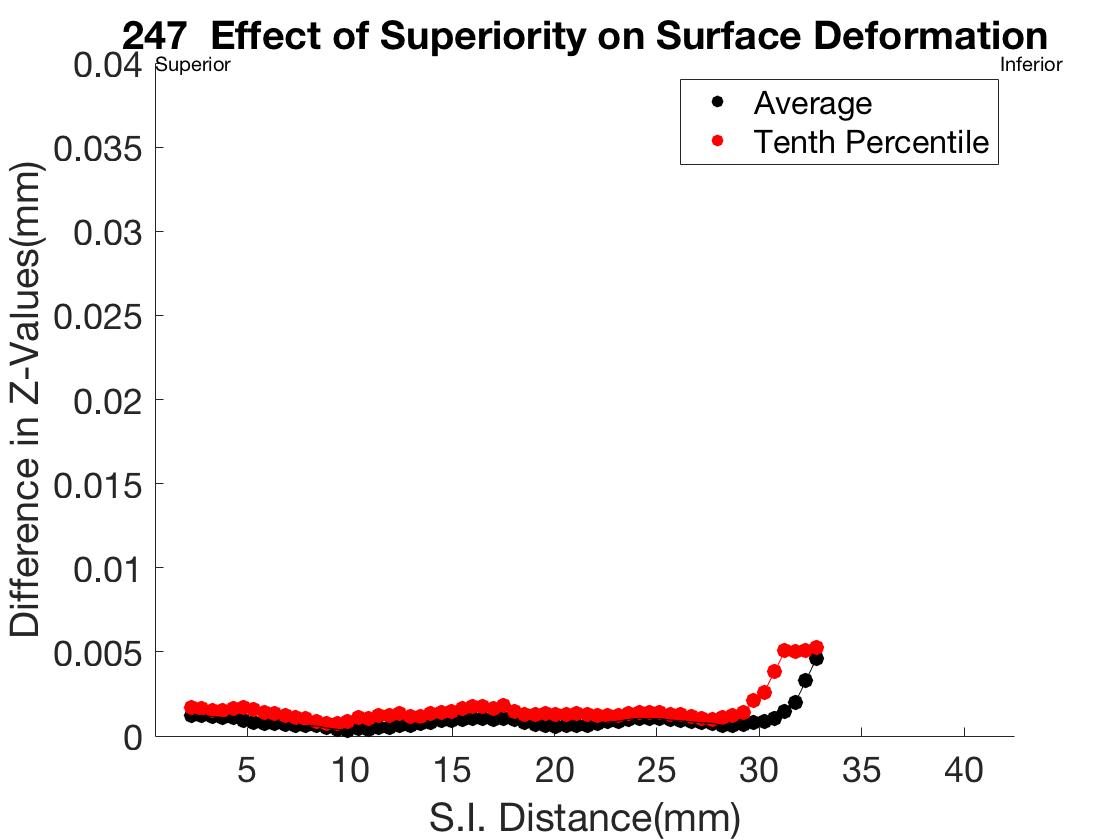 247  Effect of Superiority on Surface Deformation
Superior
Inferior
Average
Tenth Percentile
Difference in Z-Values(mm)
0.04
0.035
0.03
0.025
0.02
0.015
0.01
0.005
0
5 10 15 20 25 30 35 40
S.I. Distance(mm)